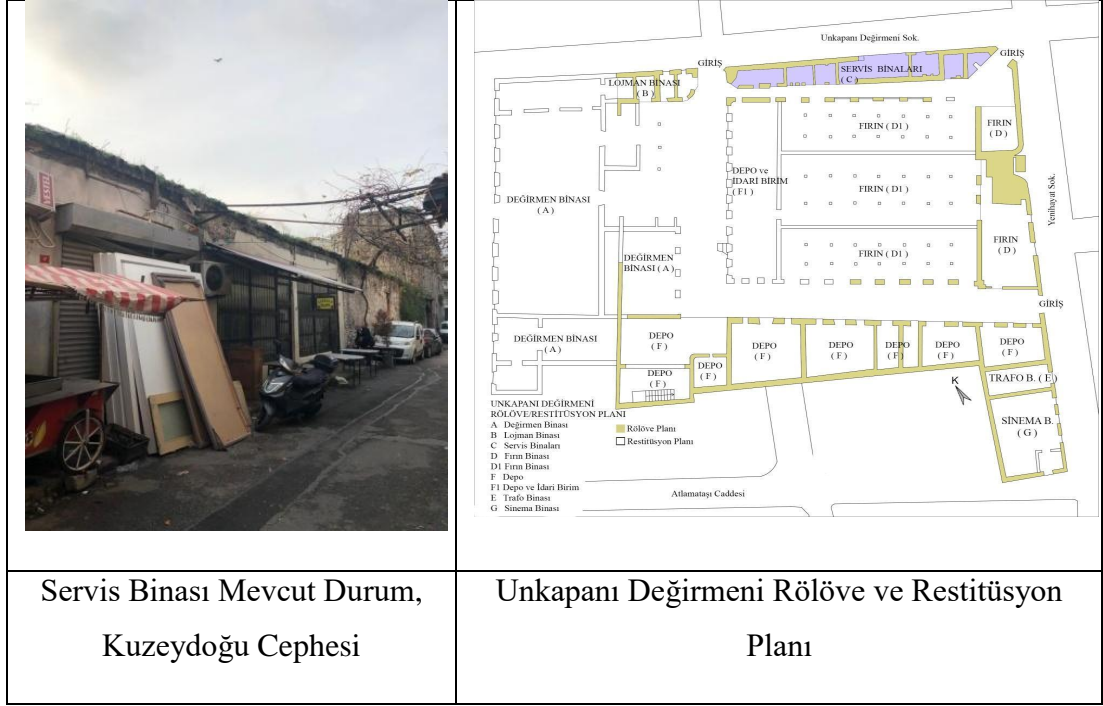 VESTEL
Unkapanı Değirmeni Sok.
GİRİŞ
GİRİŞ
SERVİS BİNALARI
( C )
LOJMAN BİNASI
( B )
FIRIN ( D1 )
FIRIN
( D )
DEPO ve
İDARİ BİRİM
( F1 )
FIRIN ( D1 )
Yenihayat Sok.
DEĞİRMEN BİNASI
( A )
FIRIN
( D )
FIRIN ( D1 )
DEĞİRMEN
BİNASI ( A )
GİRİŞ
DEĞİRMEN BİNASI
( A )
DEPO
( F )
DEPO
( F )
DEPO
( F )
DEPO
( F )
DEPO
( F )
DEPO
( F )
DEPO
( F )
DEPO
( F )
TRAFO B. ( E )
K
SİNEMA B.
( G )
UNKAPANI DEĞİRMENİ
RÖLÖVE/RESTİTÜSYON PLANI
A Değirmen Binası
B Lojman Binası
C Servis Binaları
D Fırın Binası
D1 Fırın Binası
F Depo
F1 Depo ve İdari Birim
E Trafo Binası
G Sinema Binası
Rölöve Planı
Restitüsyon Planı
Atlamataşı Caddesi
Servis Binası Mevcut Durum,
Kuzeydoğu Cephesi
Unkapanı Değirmeni Rölöve ve Restitüsyon
Planı